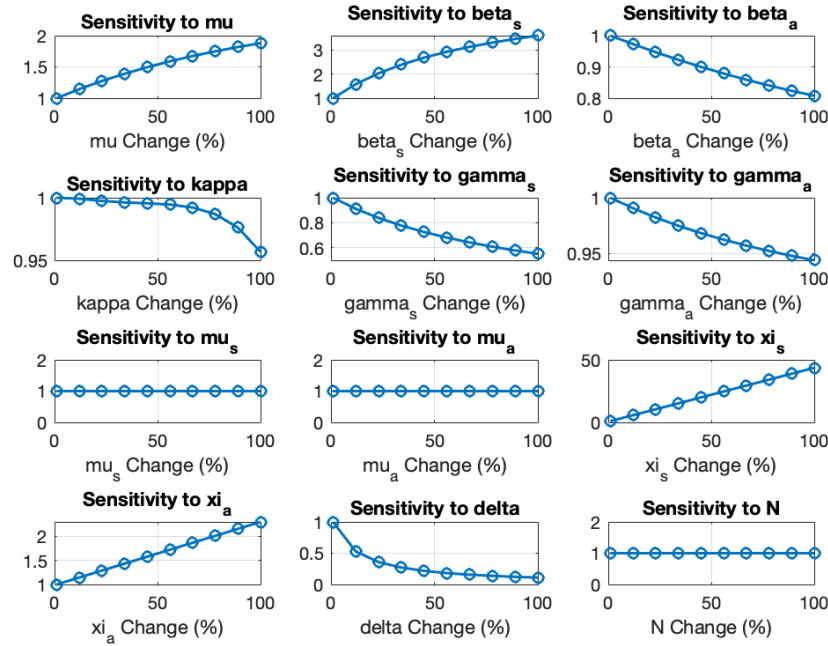 Sensitivity to mu
2
1.5
1
0 50 100
mu Change (%)
Sensitivity to beta_s
3
2
1
0 50 100
beta_s Change (%)
Sensitivity to beta_a
1
0.9
0.8
0 50 100
beta_a Change (%)
Sensitivity to kappa
1
0.95
0 50 100
kappa Change (%)
Sensitivity to gamma_s
1
0.8
0.6
0 50 100
gamma_s Change (%)
Sensitivity to gamma_a
1
0.95
0 50 100
gamma_a Change (%)
Sensitivity to mu_s
2
1
0
0 50 100
mu_s Change (%)
Sensitivity to mu_a
2
1
0
0 50 100
mu_a Change (%)
Sensitivity to xi_s
50
0
0 50 100
xi_s Change (%)
Sensitivity to xi_a
2
1.5
1
0 50 100
xi_a Change (%)
Sensitivity to delta
1
0.5
0
0 50 100
delta Change (%)
Sensitivity to N
2
1
0
0 50 100
N Change (%)